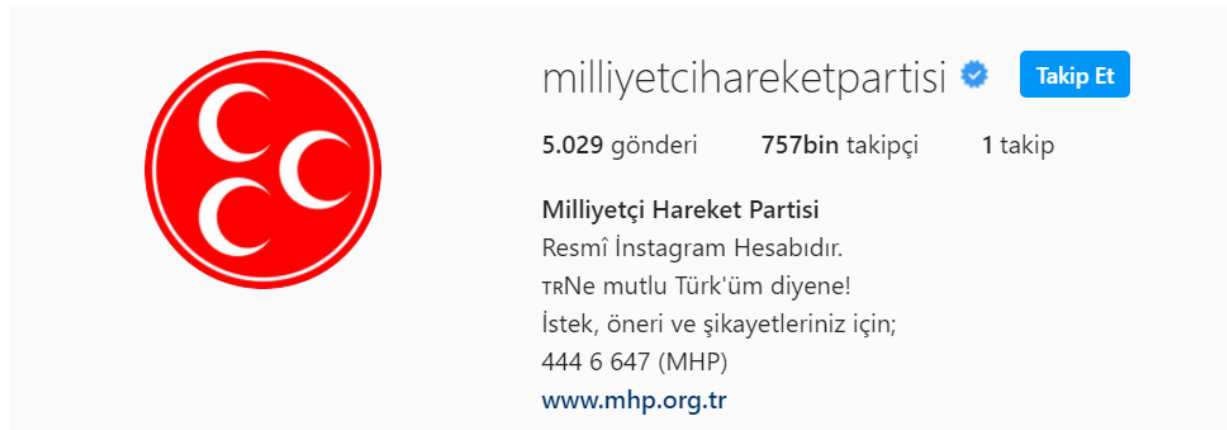 milliyetcihareketpartisi Takip Et
5.029 gönderi 757bin takipçi 1 takip
Milliyetçi Hareket Partisi
Resmî İnstagram Hesabıdır.
TRNe mutlu Türk'üm diyene!
İstek, öneri ve şikayetleriniz için;
444 6 647 (MHP)
www.mhp.org.tr